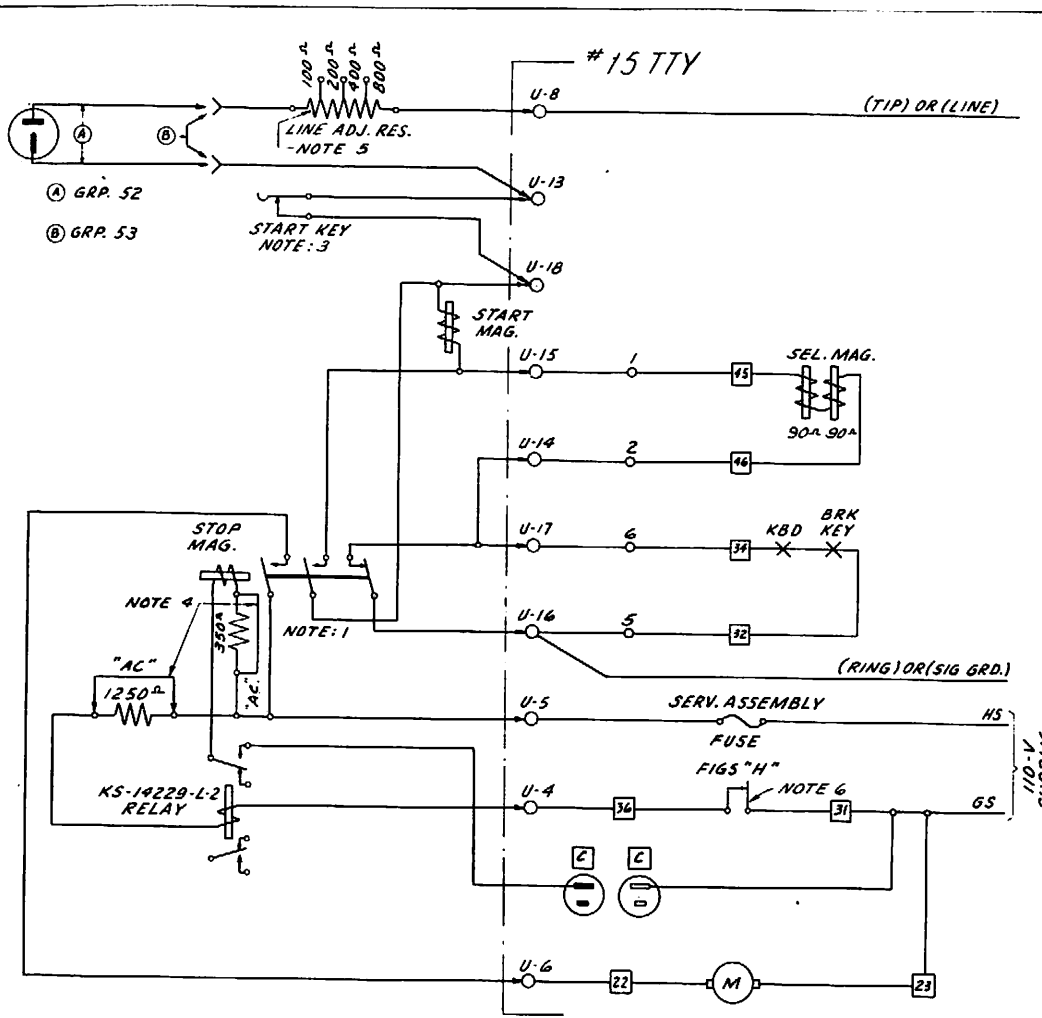 #15 TTY
100Ω
200Ω
400Ω
800Ω
U-8
(TIP) OR (LINE)
LINE ADJ. RES.
-NOTE 5
A
B
A GRP. 52
B GRP. 53
U-13
START KEY
NOTE: 3
U-18
START
MAG.
U-15
1
45
SEL. MAG.
90Ω 90Ω
U-14
2
46
STOP
MAG.
U-17
6
34
KBD
BRK
KEY
NOTE 4
350Ω
NOTE: 1
U-16
5
32
(RING) OR (SIG GRD.)
"AC"
1250Ω
"AC".
U-5
SERV. ASSEMBLY
FUSE
HS
110-V
KS-14229-L-2
RELAY
U-4
36
FIGS "H"
NOTE 6
31
GS
C
C
U-6
22
M
23